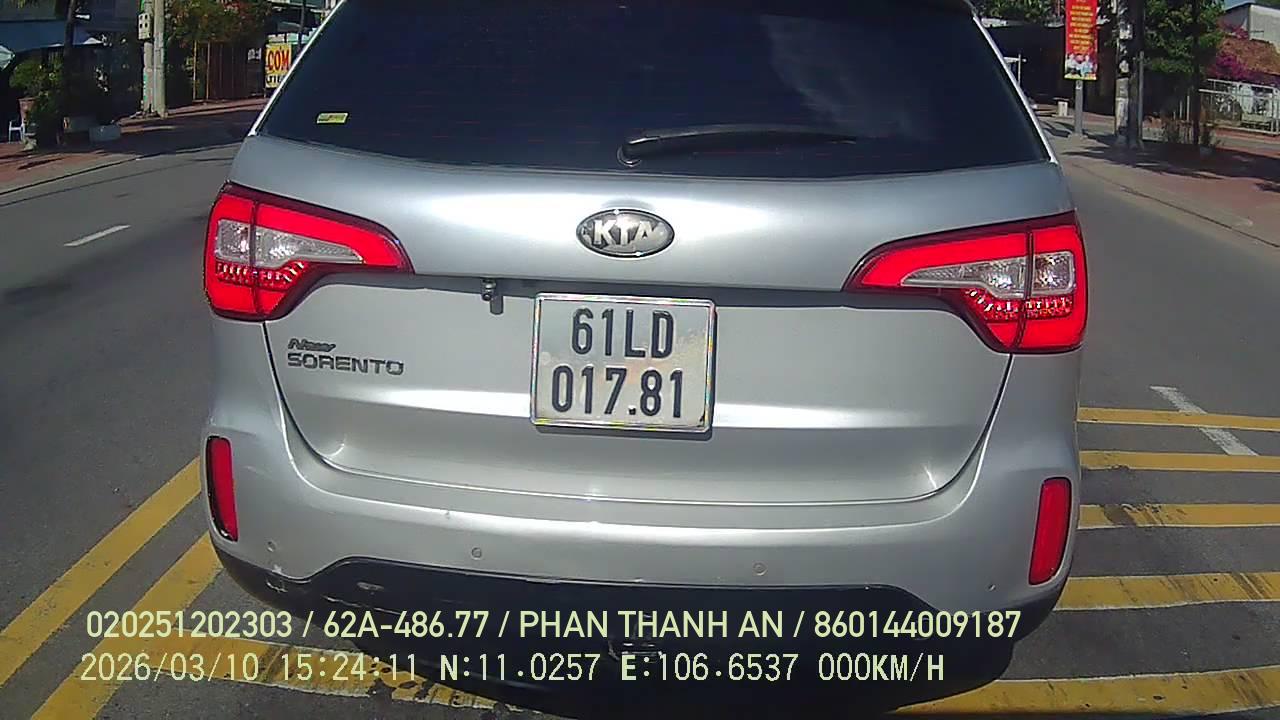 COM
KIA
61LD
017.81
New
SORENTO
020251202303 / 62A-486.77 / PHAN THANH AN / 860144009187
2026/03/10 15:24:11 N:11.0257 E:106.6537 000KM/H